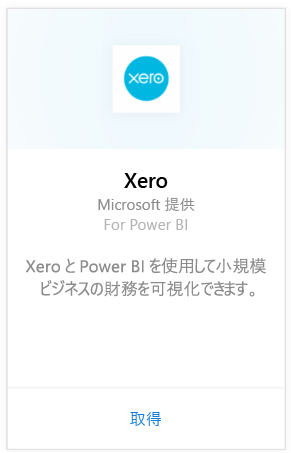 xero
Xero
Microsoft 提供
For Power BI
Xero と Power BI を使用して小規模
ビジネスの財務を可視化できます。
取得